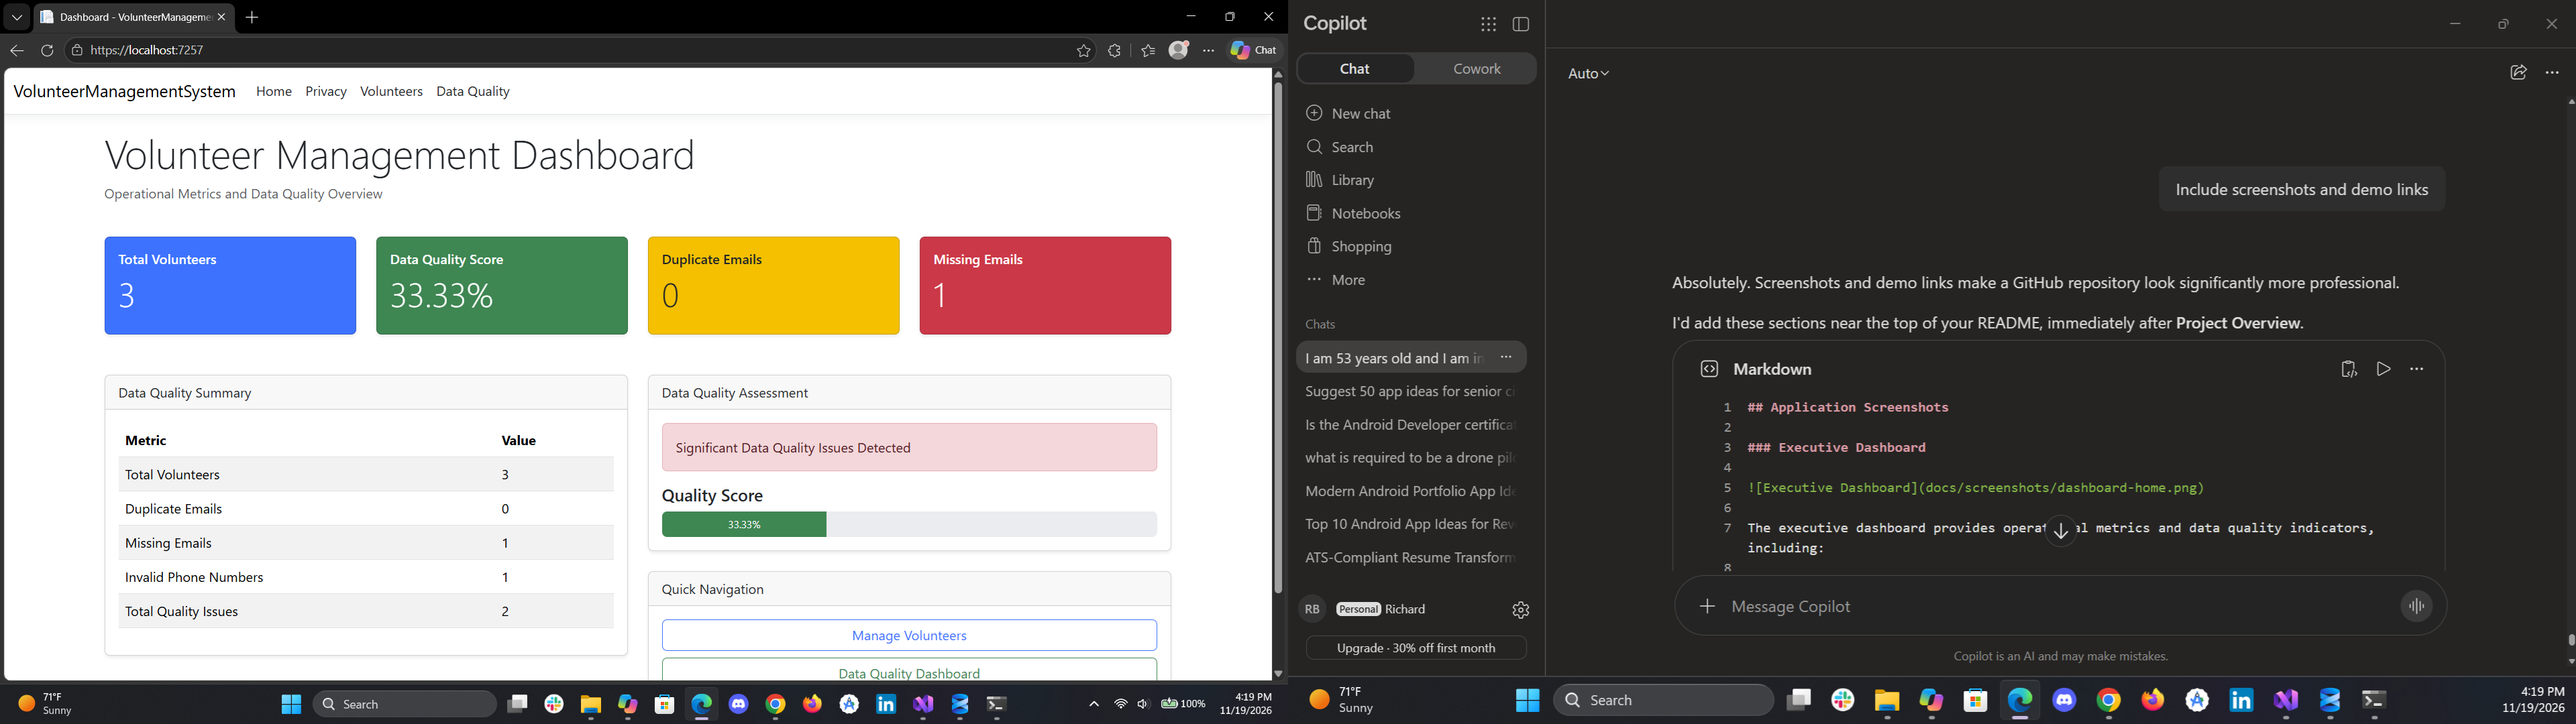 Dashboard - VolunteerManageme
https://localhost:7257
Chat
VolunteerManagementSystem Home Privacy Volunteers Data Quality
Volunteer Management Dashboard
Operational Metrics and Data Quality Overview
Total Volunteers
3
Data Quality Score
33.33%
Duplicate Emails
0
Missing Emails
1
Data Quality Summary
Metric Value
Total Volunteers 3
Duplicate Emails 0
Missing Emails 1
Invalid Phone Numbers 1
Total Quality Issues 2
Data Quality Assessment
Significant Data Quality Issues Detected
Quality Score
33.33%
Quick Navigation
Manage Volunteers
Data Quality Dashboard
71°F
Sunny
Search
100%
4:19 PM
11/19/2026
Copilot
Chat Cowork
New chat
Search
Library
Notebooks
Shopping
More
Chats
I am 53 years old and I am in
Suggest 50 app ideas for senior ci
Is the Android Developer certifica
what is required to be a drone pil
Modern Android Portfolio App Ide
Top 10 Android App Ideas for Rev
ATS-Compliant Resume Transform
RB Personal Richard
Upgrade · 30% off first month
Auto
Include screenshots and demo links
Absolutely. Screenshots and demo links make a GitHub repository look significantly more professional.
I'd add these sections near the top of your README, immediately after Project Overview.
Markdown
1 ## Application Screenshots
2
3 ### Executive Dashboard
4
5 ![Executive Dashboard](docs/screenshots/dashboard-home.png)
6
7 The executive dashboard provides operational metrics and data quality indicators,
including:
8
Message Copilot
Copilot is an AI and may make mistakes.
71°F
Sunny
Search
4:19 PM
11/19/2026